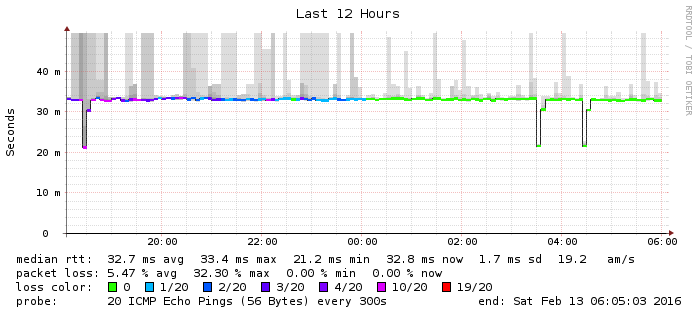 Last 12 Hours
RRDTOOL / TOBI OETIKER
Seconds
40 m
30 m
20 m
10 m
0
20:00 22:00 00:00 02:00 04:00 06:00
median rtt: 32.7 ms avg 33.4 ms max 21.2 ms min 32.8 ms now 1.7 ms sd 19.2 am/s
packet loss: 5.47 % avg 32.30 % max 0.00 % min 0.00 % now
loss color: 0 1/20 2/20 3/20 4/20 10/20 19/20
probe: 20 ICMP Echo Pings (56 Bytes) every 300s end: Sat Feb 13 06:05:03 2016